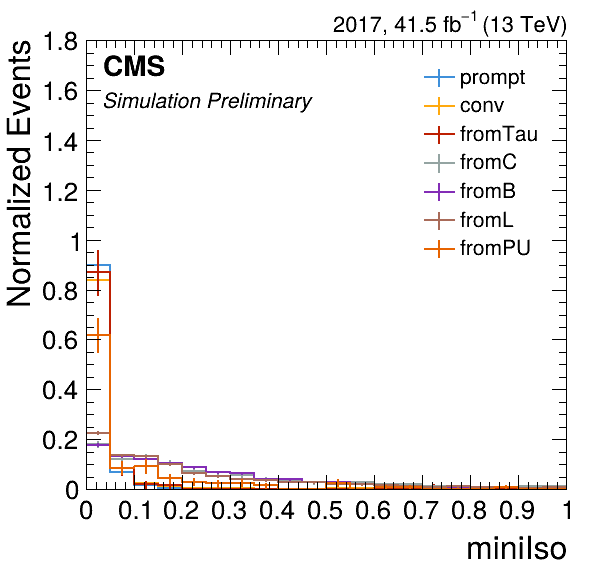 2017, 41.5 fb⁻¹ (13 TeV)
CMS
Simulation Preliminary
Normalized Events
1.8
1.6
1.4
1.2
1
0.8
0.6
0.4
0.2
0
prompt
conv
fromTau
fromC
fromB
fromL
fromPU
0 0.1 0.2 0.3 0.4 0.5 0.6 0.7 0.8 0.9 1
miniIso